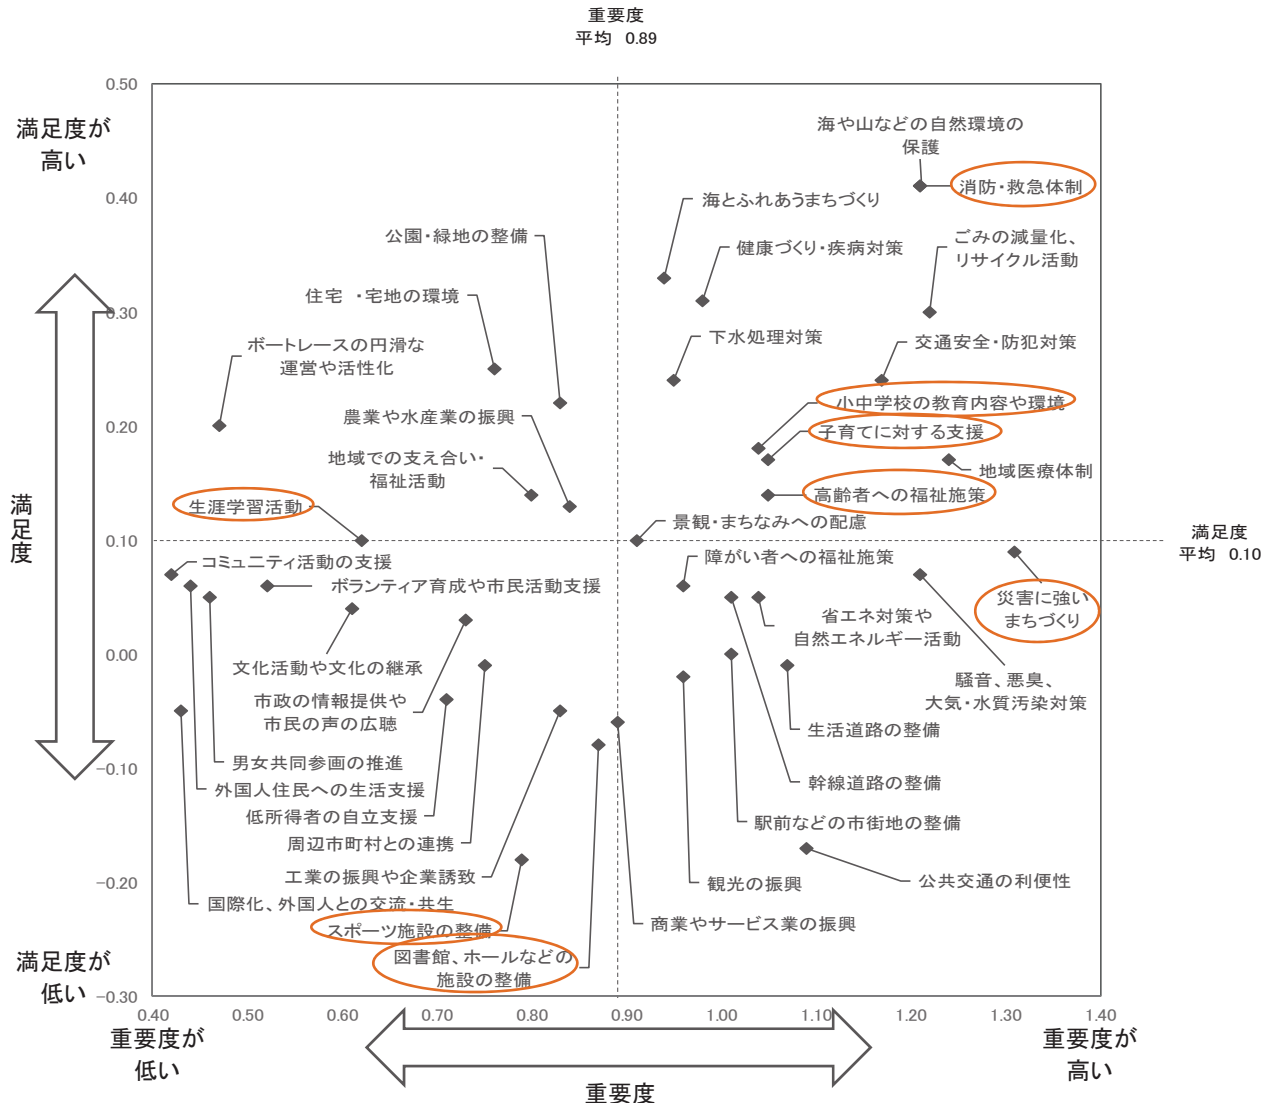 重要度
平均 0.89
0.50
満足度が
高い
海や山などの自然環境の
保護
消防・救急体制
0.40
海とふれあうまちづくり
公園・緑地の整備
健康づくり・疾病対策
ごみの減量化、
リサイクル活動
住宅 ・宅地の環境
0.30
ボートレースの円滑な
運営や活性化
下水処理対策
交通安全・防犯対策
農業や水産業の振興
小中学校の教育内容や環境
0.20
子育てに対する支援
地域での支え合い・
福祉活動
地域医療体制
満足度
生涯学習活動
高齢者への福祉施策
景観・まちなみへの配慮
0.10
満足度
平均 0.10
コミュニティ活動の支援
障がい者への福祉施策
ボランティア育成や市民活動支援
災害に強い
まちづくり
省エネ対策や
自然エネルギー活動
0.00
文化活動や文化の継承
騒音、悪臭、
大気・水質汚染対策
市政の情報提供や
市民の声の広聴
生活道路の整備
-0.10
男女共同参画の推進
外国人住民への生活支援
幹線道路の整備
低所得者の自立支援
駅前などの市街地の整備
周辺市町村との連携
工業の振興や企業誘致
観光の振興
公共交通の利便性
-0.20
国際化、外国人との交流・共生
商業やサービス業の振興
スポーツ施設の整備
図書館、ホールなどの
施設の整備
満足度が
低い
-0.30
0.40 0.50 0.60 0.70 0.80 0.90 1.00 1.10 1.20 1.30 1.40
重要度が
低い
重要度が
高い
重要度